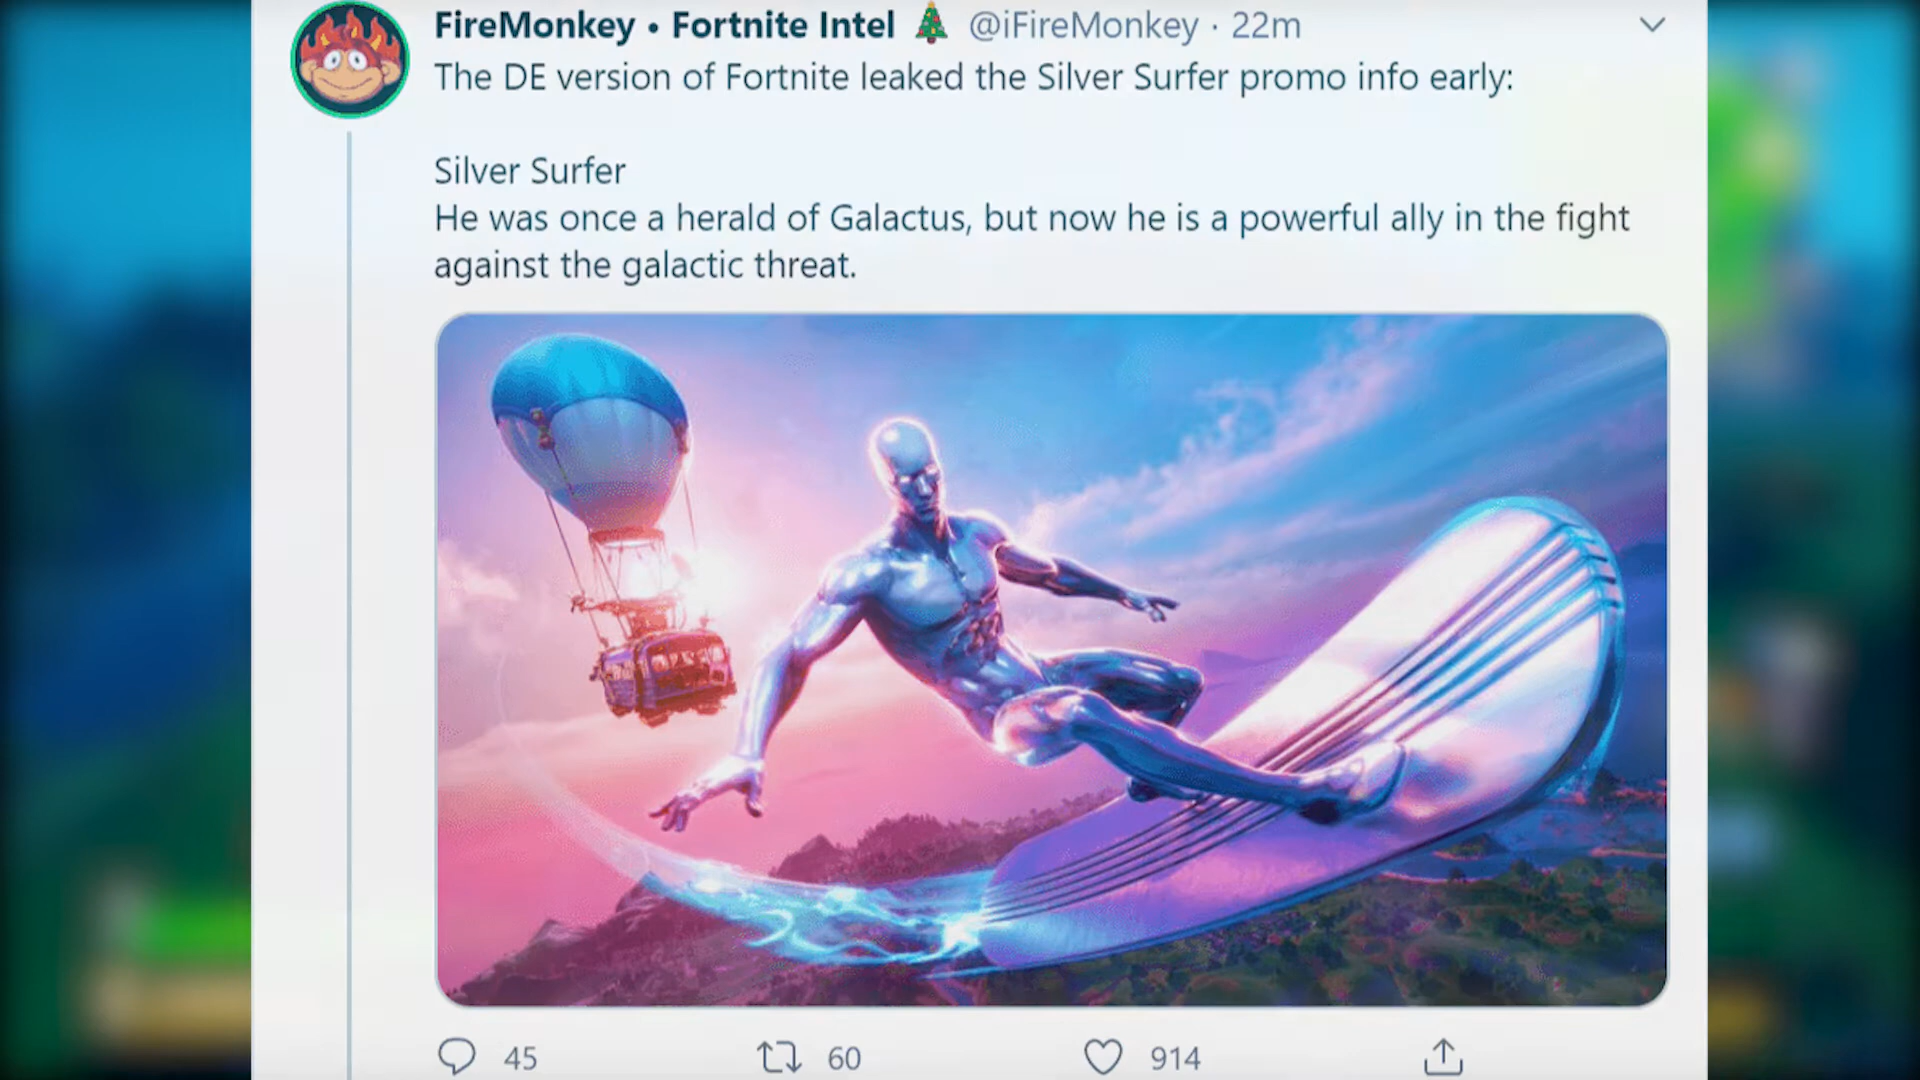 FireMonkey • Fortnite Intel 🎄 @iFireMonkey · 22m
The DE version of Fortnite leaked the Silver Surfer promo info early:
Silver Surfer
He was once a herald of Galactus, but now he is a powerful ally in the fight
against the galactic threat.
45 60 914